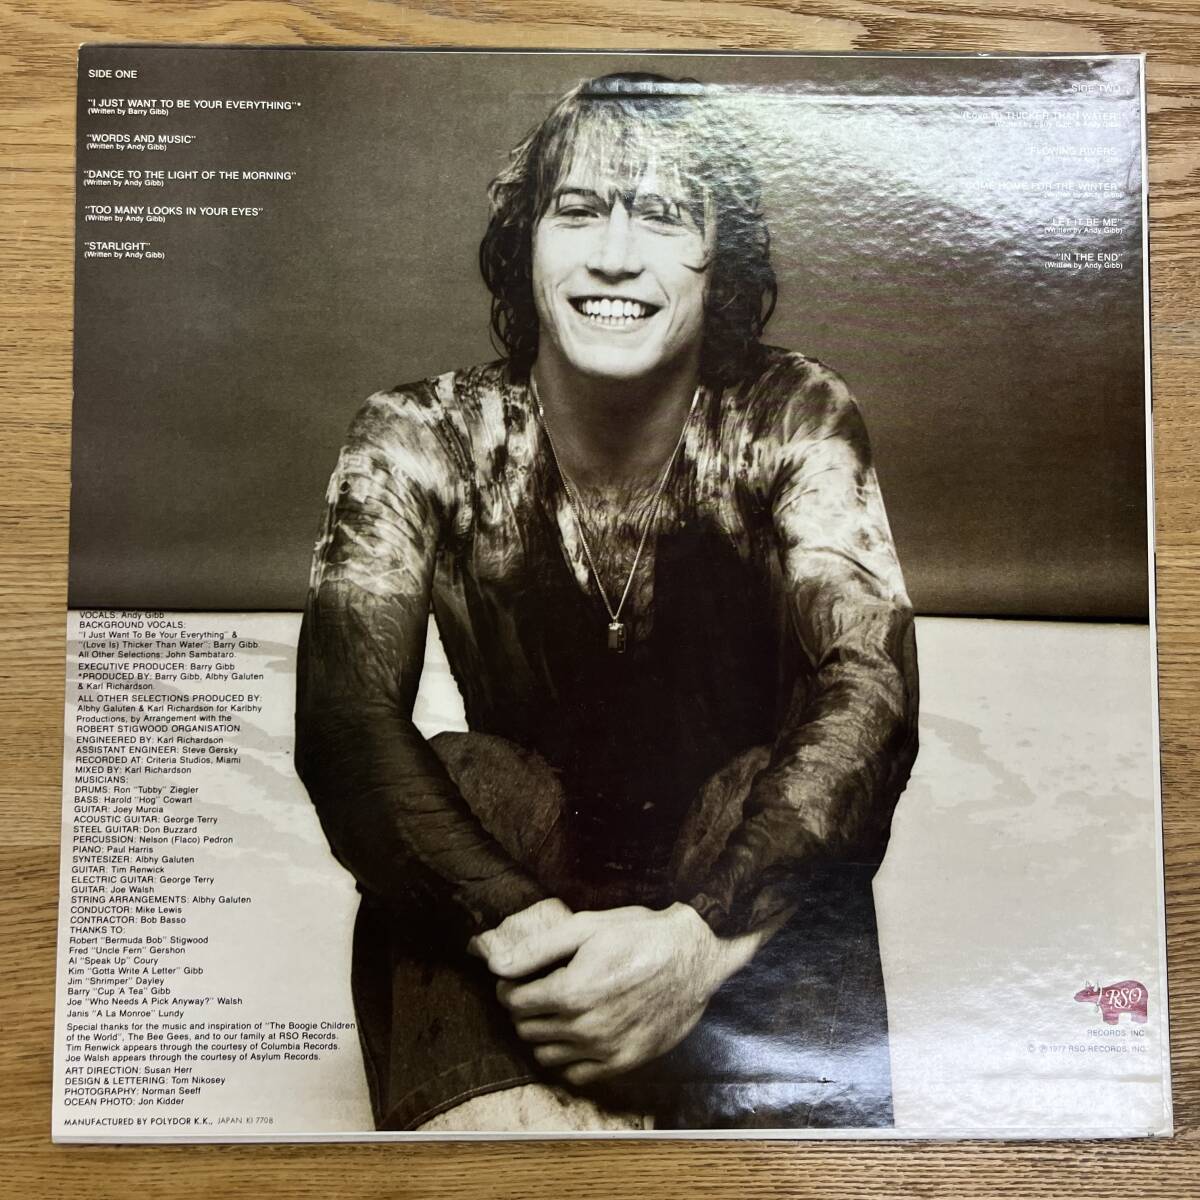 SIDE ONE
"I JUST WANT TO BE YOUR EVERYTHING"*
(Written by Barry Gibb)
"WORDS AND MUSIC"
(Written by Andy Gibb)
"DANCE TO THE LIGHT OF THE MORNING"
(Written by Andy Gibb)
"TOO MANY LOOKS IN YOUR EYES"
(Written by Andy Gibb)
"STARLIGHT"
(Written by Andy Gibb)
SIDE TWO
(Love Is) THICKER THAN WATER"
"FLOWING RIVERS"
COME HOME FOR THE WINTER"
(Written by Andy Gibb)
LET IT BE ME"
(Written by Andy Gibb)
"IN THE END"
(Written by Andy Gibb)
VOCALS: Andy Gibb
BACKGROUND VOCALS:
"I Just Want To Be Your Everything" &
"(Love Is) Thicker Than Water": Barry Gibb.
All Other Selections: John Sambataro.
EXECUTIVE PRODUCER: Barry Gibb
*PRODUCED BY: Barry Gibb, Albhy Galuten
& Karl Richardson.
ALL OTHER SELECTIONS PRODUCED BY:
Albhy Galuten & Karl Richardson for Karlbhy
Productions, by Arrangement with the
ROBERT STIGWOOD ORGANISATION.
ENGINEERED BY: Karl Richardson
ASSISTANT ENGINEER: Steve Gersky
RECORDED AT: Criteria Studios, Miami
MIXED BY: Karl Richardson
MUSICIANS:
DRUMS: Ron "Tubby" Ziegler
BASS: Harold "Hog" Cowart
GUITAR: Joey Murcia
ACOUSTIC GUITAR: George Terry
STEEL GUITAR: Don Buzzard
PERCUSSION: Nelson (Flaco) Pedron
PIANO: Paul Harris
SYNTESIZER: Albhy Galuten
GUITAR: Tim Renwick
ELECTRIC GUITAR: George Terry
GUITAR: Joe Walsh
STRING ARRANGEMENTS: Albhy Galuten
CONDUCTOR: Mike Lewis
CONTRACTOR: Bob Basso
THANKS TO:
Robert "Bermuda Bob" Stigwood
Fred "Uncle Fern" Gershon
Al "Speak Up" Coury
Kim "Gotta Write A Letter" Gibb
Jim "Shrimper" Dayley
Barry "Cup 'A Tea" Gibb
Joe "Who Needs A Pick Anyway?" Walsh
Janis "A La Monroe" Lundy
Special thanks for the music and inspiration of "The Boogie Children
of the World", The Bee Gees, and to our family at RSO Records.
Tim Renwick appears through the courtesy of Columbia Records.
Joe Walsh appears through the courtesy of Asylum Records.
ART DIRECTION: Susan Herr
DESIGN & LETTERING: Tom Nikosey
PHOTOGRAPHY: Norman Seeff
OCEAN PHOTO: Jon Kidder
MANUFACTURED BY POLYDOR K.K., JAPAN KI 7708
RSO
RECORDS, INC.
© ℗ 1977 RSO RECORDS, INC.